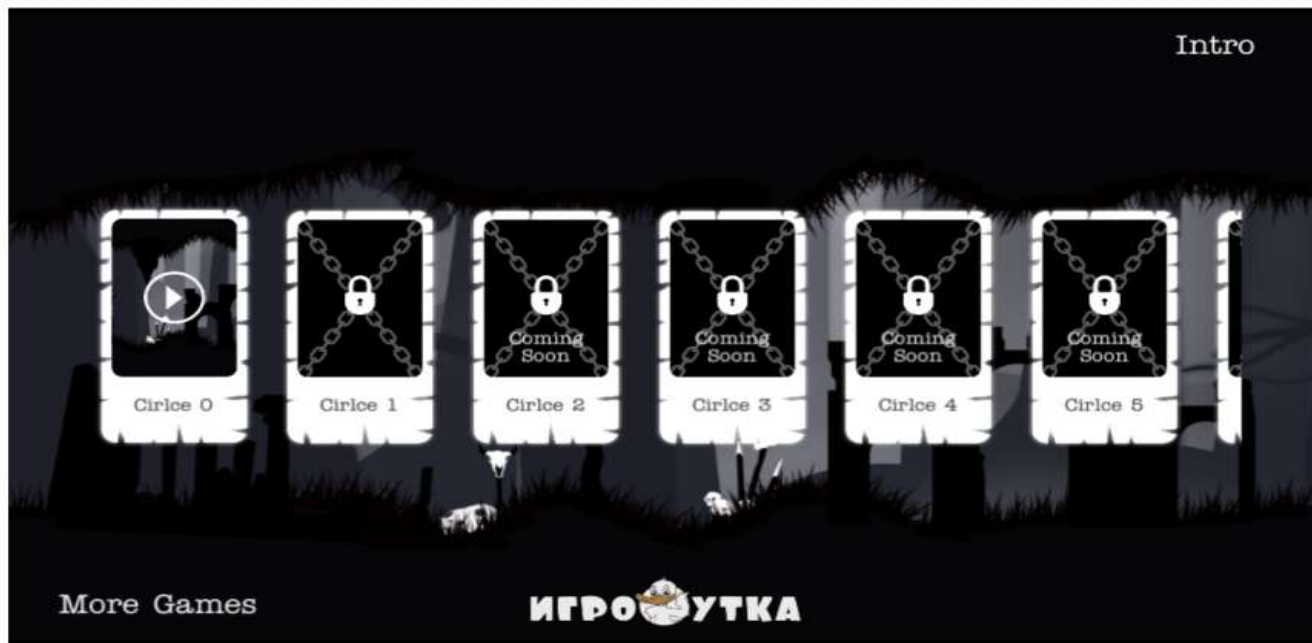 Intro
Coming
Soon
Coming
Soon
Coming
Soon
Coming
Soon
Cirlce 0
Cirlce 1
Cirlce 2
Cirlce 3
Cirlce 4
Cirlce 5
More Games
ИГРОУТКА